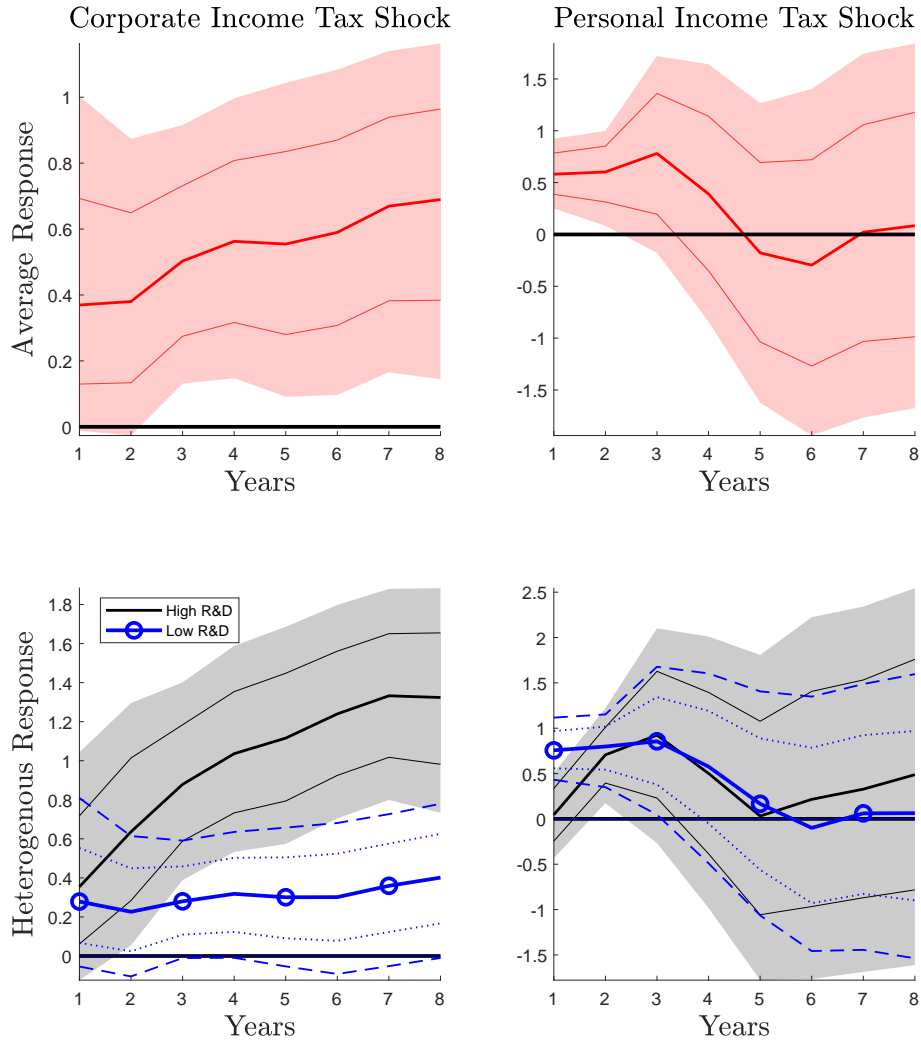 Corporate Income Tax Shock
Average Response
1
0.8
0.6
0.4
0.2
0
1 2 3 4 5 6 7 8
Years
Personal Income Tax Shock
1.5
1
0.5
0
-0.5
-1
-1.5
1 2 3 4 5 6 7 8
Years
Heterogenous Response
1.8
1.6
1.4
1.2
1
0.8
0.6
0.4
0.2
0
High R&D
Low R&D
1 2 3 4 5 6 7 8
Years
2.5
2
1.5
1
0.5
0
-0.5
-1
-1.5
1 2 3 4 5 6 7 8
Years